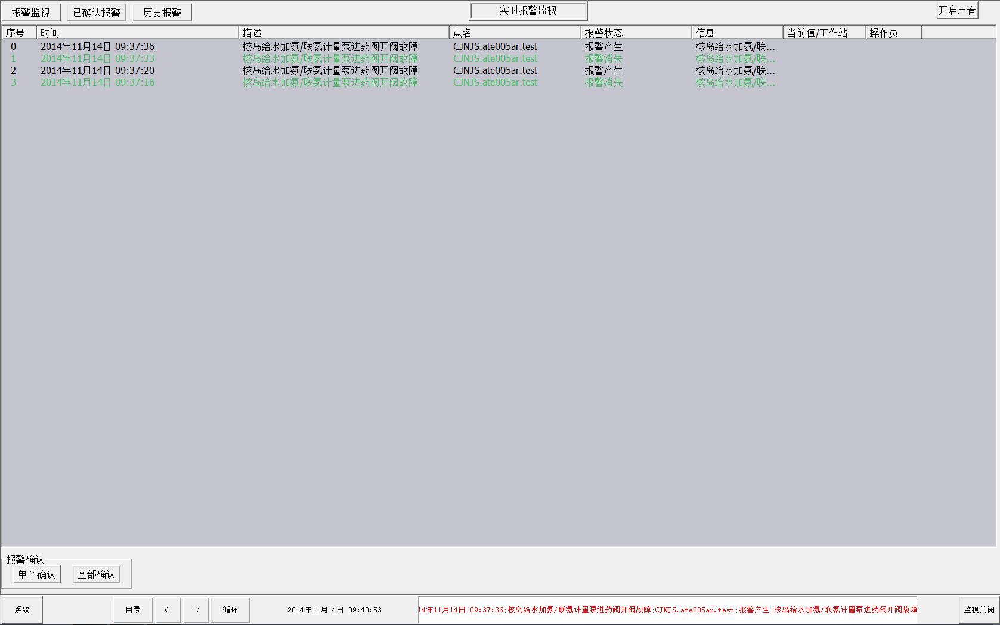 报警监视 已确认报警 历史报警 实时报警监视 开启声音
序号 时间 描述 点名 报警状态 信息 当前值/工作站 操作员
0 2014年11月14日 09:37:36 核岛给水加氨/联氨计量泵进药阀开阀故障 CJNJS.ate005ar.test 报警产生 核岛给水加氨/联...
1 2014年11月14日 09:37:33 核岛给水加氨/联氨计量泵进药阀开阀故障 CJNJS.ate005ar.test 报警消失 核岛给水加氨/联...
2 2014年11月14日 09:37:20 核岛给水加氨/联氨计量泵进药阀开阀故障 CJNJS.ate005ar.test 报警产生 核岛给水加氨/联...
3 2014年11月14日 09:37:16 核岛给水加氨/联氨计量泵进药阀开阀故障 CJNJS.ate005ar.test 报警消失 核岛给水加氨/联...
报警确认
单个确认 全部确认
系统 目录 <- -> 循环 2014年11月14日 09:40:53 14年11月14日 09:37:36;核岛给水加氨/联氨计量泵进药阀开阀故障;CJNJS.ate005ar.test;报警产生;核岛给水加氨/联氨计量泵进药阀开阀故障 监视关闭